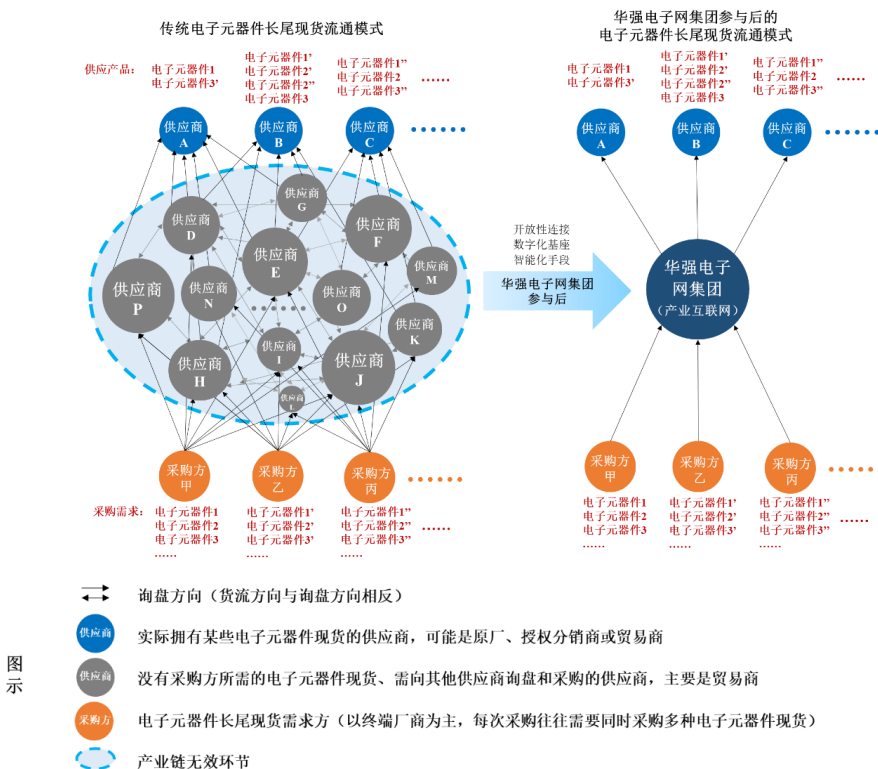 传统电子元器件长尾现货流通模式
华强电子网集团参与后的
电子元器件长尾现货流通模式
供应产品：
电子元器件1
电子元器件3’
电子元器件1’
电子元器件2’
电子元器件2”
电子元器件3
电子元器件1”
电子元器件2
电子元器件3”
……
电子元器件1
电子元器件3’
电子元器件1’
电子元器件2’
电子元器件2”
电子元器件3
电子元器件1”
电子元器件2
电子元器件3”
……
供应商
A
供应商
B
供应商
C
供应商
A
供应商
B
供应商
C
供应商
G
供应商
D
供应商
F
供应商
E
供应商
M
供应商
P
供应商
N
供应商
O
供应商
K
供应商
I
供应商
H
供应商
J
供应商
L
开放性连接
数字化基座
智能化手段
华强电子网集团
参与后
华强电子
网集团
（产业互联网）
采购方
甲
采购方
乙
采购方
丙
采购方
甲
采购方
乙
采购方
丙
采购需求：
电子元器件1
电子元器件2
电子元器件3
……
电子元器件1’
电子元器件2’
电子元器件3’
……
电子元器件1”
电子元器件2”
电子元器件3”
……
……
电子元器件1
电子元器件2
电子元器件3
……
电子元器件1’
电子元器件2’
电子元器件3’
……
电子元器件1”
电子元器件2”
电子元器件3”
……
……
图示
询盘方向（货流方向与询盘方向相反）
供应商
实际拥有某些电子元器件现货的供应商，可能是原厂、授权分销商或贸易商
供应商
没有采购方所需的电子元器件现货、需向其他供应商询盘和采购的供应商，主要是贸易商
采购方
电子元器件长尾现货需求方（以终端厂商为主，每次采购往往需要同时采购多种电子元器件现货）
产业链无效环节